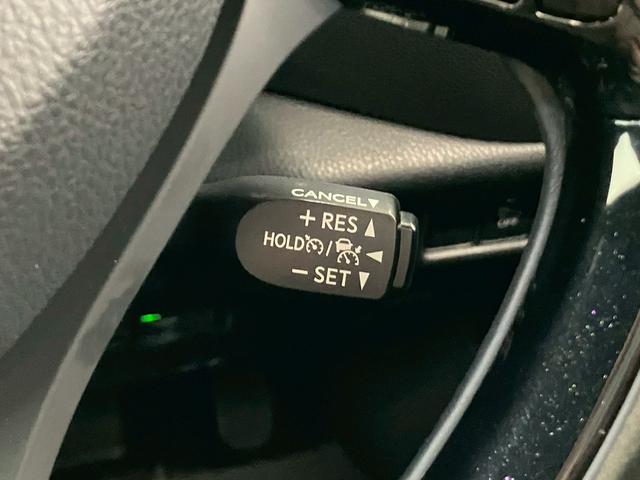 CANCEL▼
+ RES ▲
HOLD /
− SET ▼